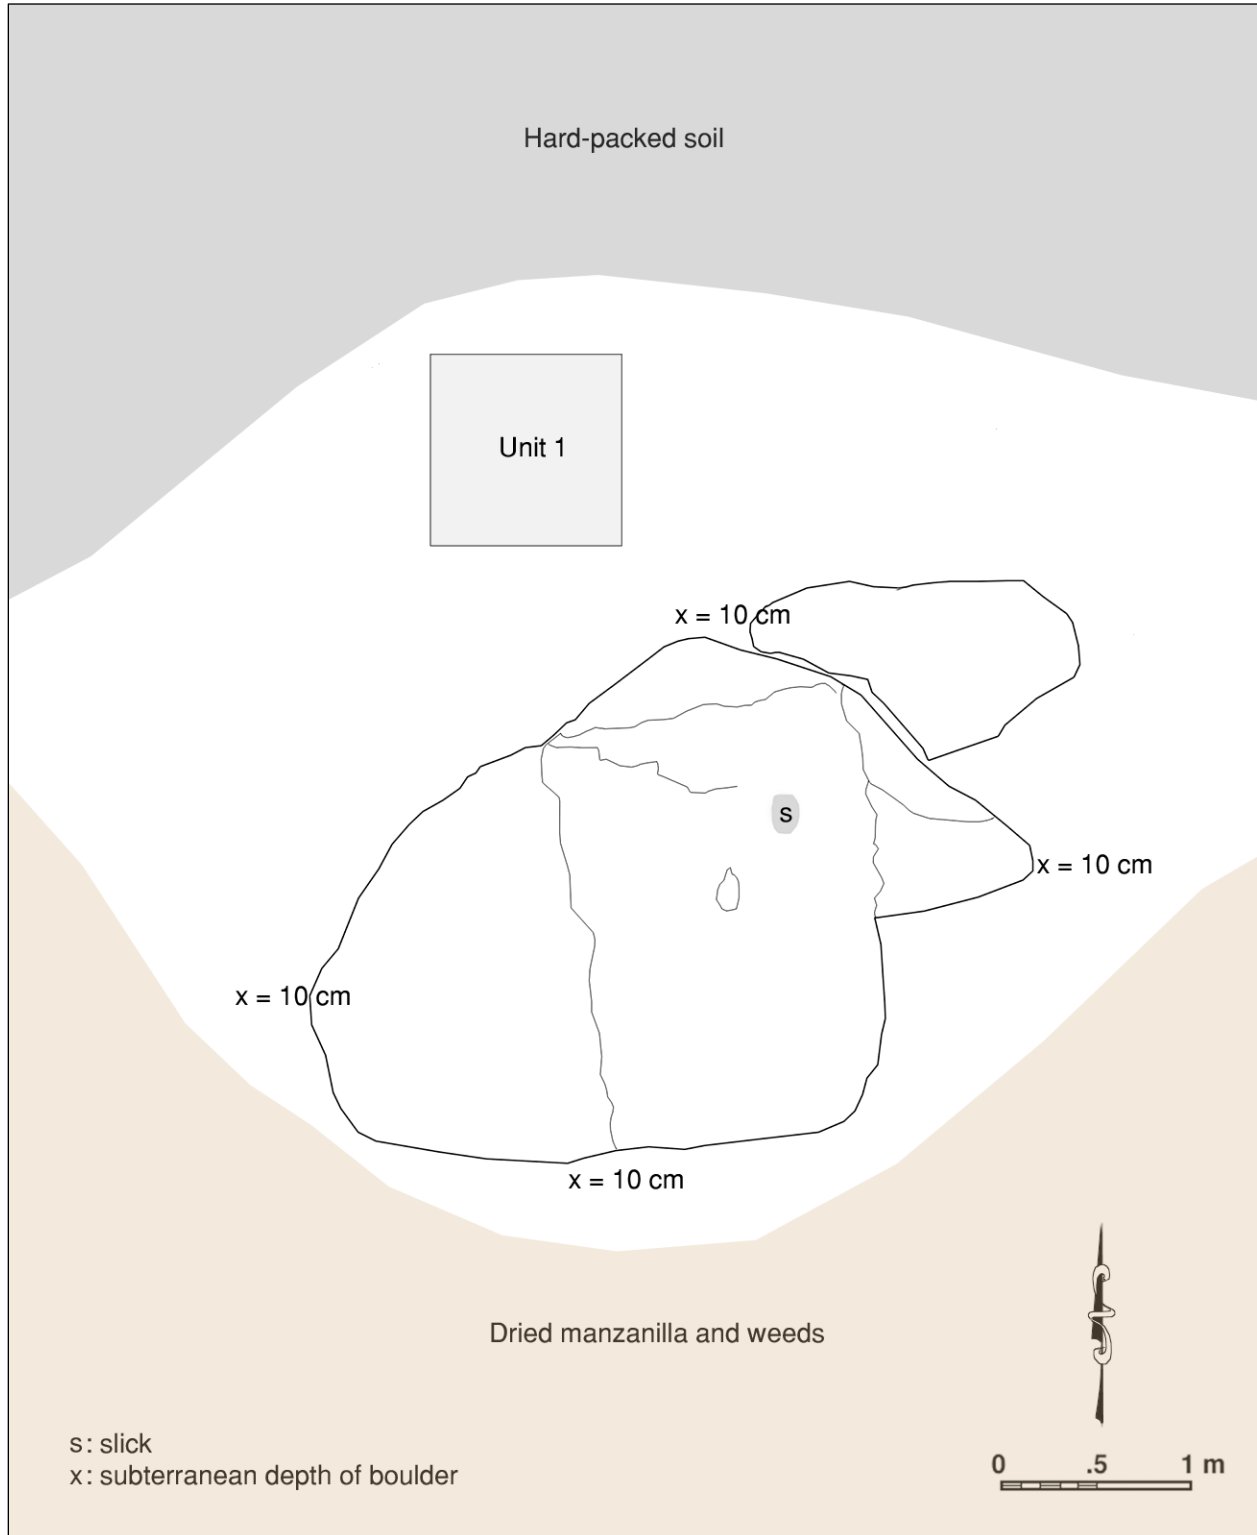 Hard-packed soil
Unit 1
x = 10 cm
s
x = 10 cm
x = 10 cm
x = 10 cm
Dried manzanilla and weeds
s: slick
x: subterranean depth of boulder
0 .5 1 m